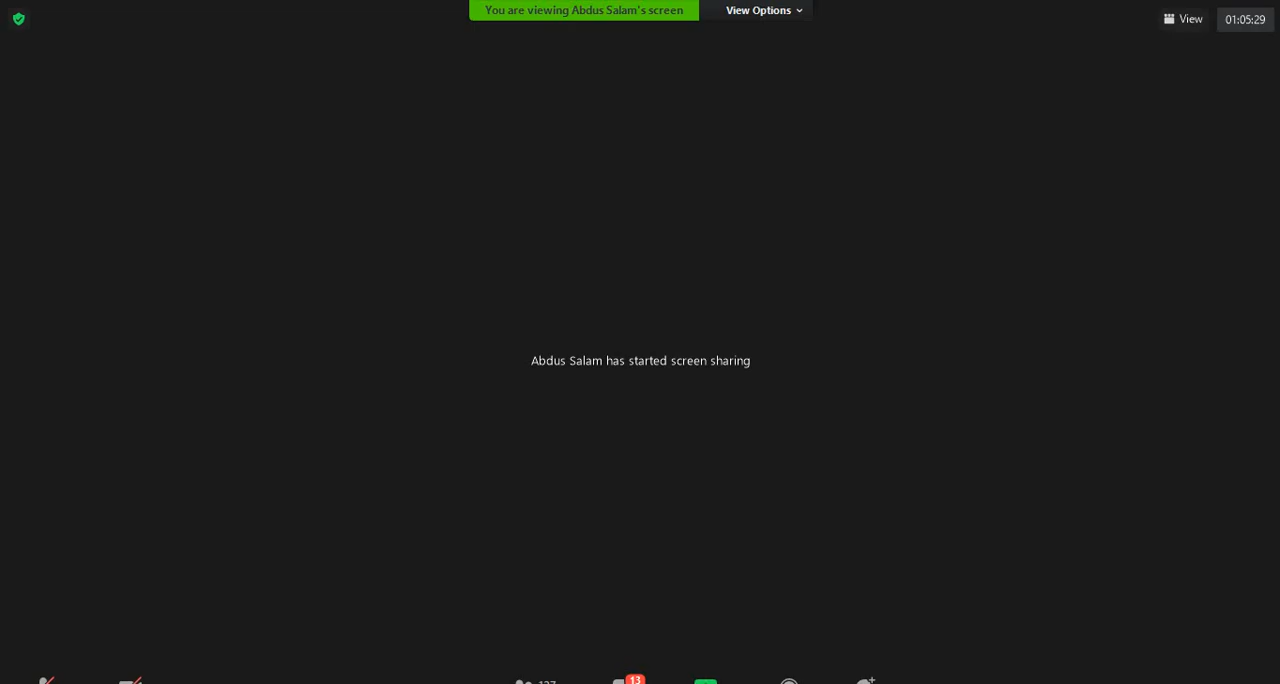 You are viewing Abdus Salam's screen
View Options
View
01:05:29
Abdus Salam has started screen sharing
13